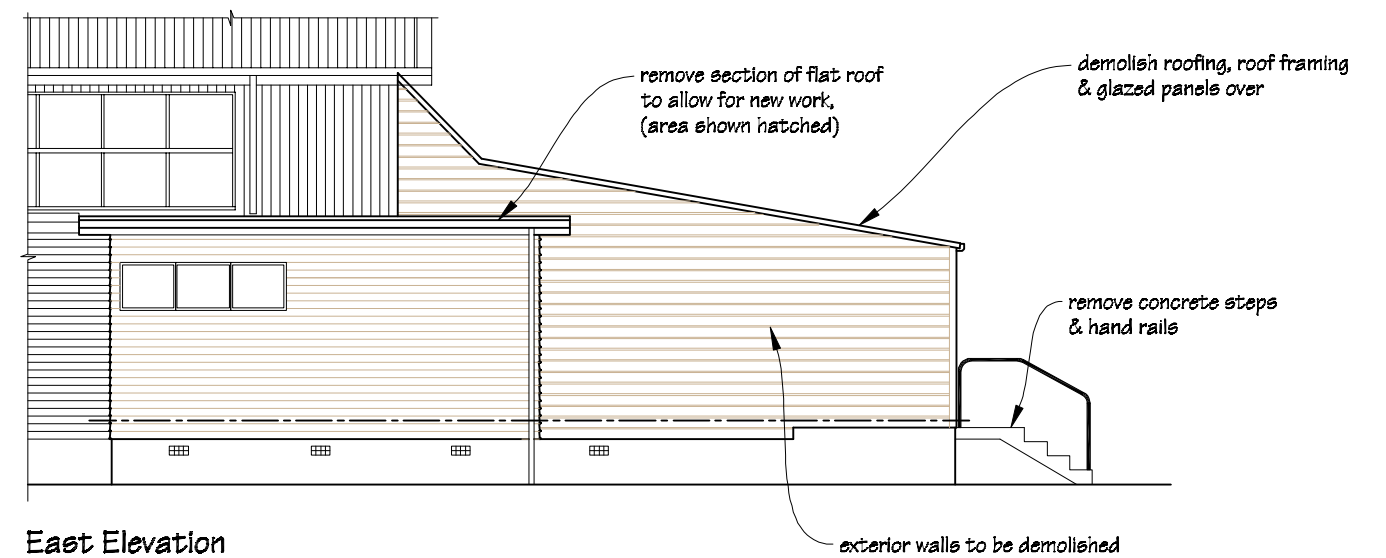 remove section of flat roof
to allow for new work,
(area shown hatched)
demolish roofing, roof framing
& glazed panels over
remove concrete steps
& hand rails
exterior walls to be demolished
East Elevation